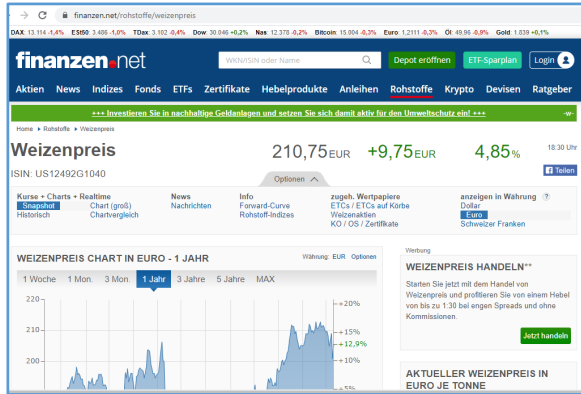 finanzen.net/rohstoffe/weizenpreis
DAX: 13.114 -1,4% ESt50: 3.486 -1,0% TDax: 3.102 -0,4% Dow: 30.046 +0,2% Nas: 12.378 -0,2% Bitcoin: 15.004 -0,3% Euro: 1,2111 -0,3% Öl: 49,96 -0,9% Gold: 1.839 +0,1%
finanzen.net
WKN/ISIN oder Name
Depot eröffnen
ETF-Sparplan
Login
Aktien News Indizes Fonds ETFs Zertifikate Hebelprodukte Anleihen Rohstoffe Krypto Devisen Ratgeber
+++ Investieren Sie in nachhaltige Geldanlagen und setzen Sie sich damit aktiv für den Umweltschutz ein! +++ -w-
Home Rohstoffe Weizenpreis
Weizenpreis
210,75 EUR +9,75 EUR 4,85 % 18:30 Uhr
ISIN: US12492G1040
Teilen
Optionen
Kurse + Charts + Realtime
Snapshot Chart (groß)
Historisch Chartvergleich
News
Nachrichten
Info
Forward-Curve
Rohstoff-Indizes
zugeh. Wertpapiere
ETCs / ETCs auf Körbe
Weizenaktien
KO / OS / Zertifikate
anzeigen in Währung ?
Dollar
Euro
Schweizer Franken
WEIZENPREIS CHART IN EURO - 1 JAHR
Währung: EUR Optionen
1 Woche 1 Mon. 3 Mon. 1 Jahr 3 Jahre 5 Jahre MAX
220
210
200
+20%
+15%
+12,9%
+10%
+5%
Werbung
WEIZENPREIS HANDELN**
Starten Sie jetzt mit dem Handel von
Weizenpreis und profitieren Sie von einem Hebel
von bis zu 1:30 bei engen Spreads und ohne
Kommissionen.
Jetzt handeln
AKTUELLER WEIZENPREIS IN
EURO JE TONNE